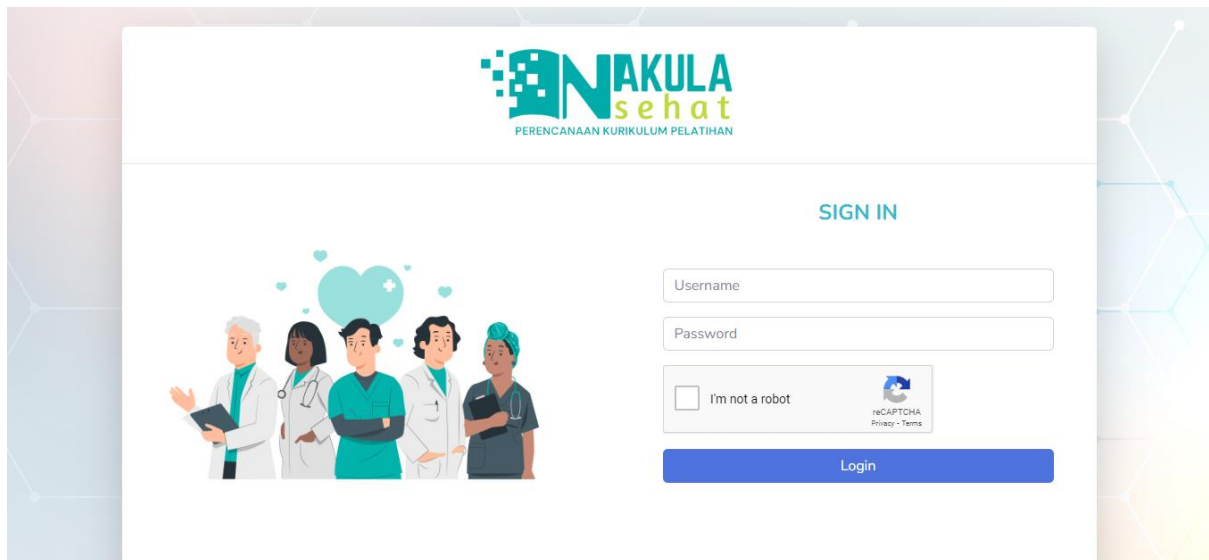 NAKULA
sehat
PERENCANAAN KURIKULUM PELATIHAN
SIGN IN
Username
Password
I'm not a robot
reCAPTCHA
Privacy - Terms
Login